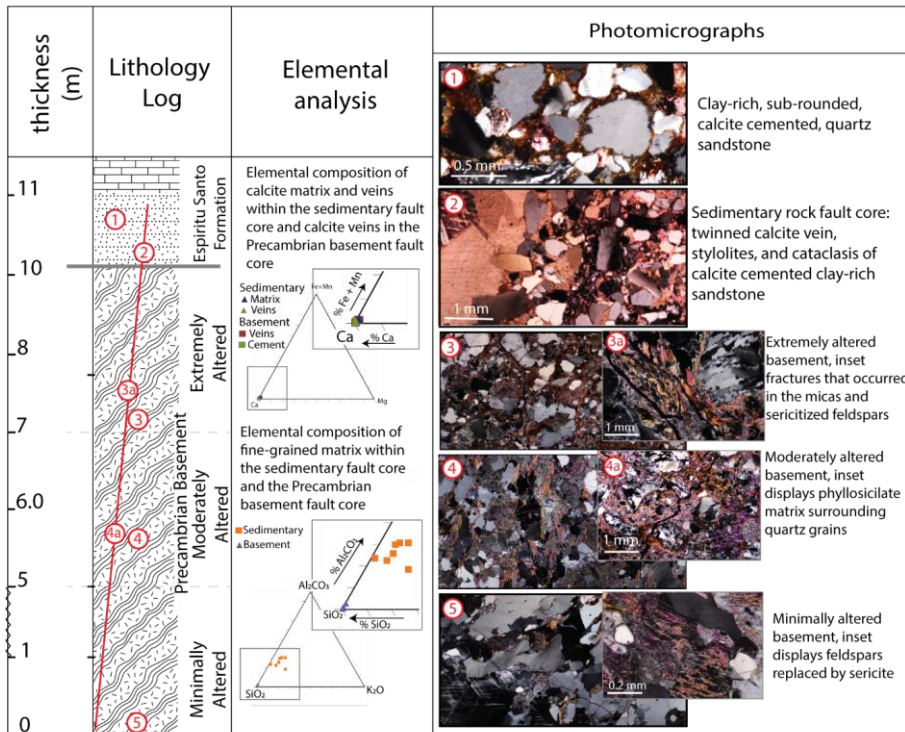 thickness
(m)
Lithology
Log
Elemental
analysis
Photomicrographs
11
10
8
7
6.0
5
1
0
1
2
3a
3
4a
4
5
Espiritu Santo
Formation
Precambrian Basement
Extremely
Altered
Moderately
Altered
Minimally
Altered
Elemental composition of
calcite matrix and veins
within the sedimentary fault
core and calcite veins in the
Precambrian basement fault
core
Sedimentary
Matrix
Veins
Basement
Veins
Cement
Fe+Mn
Ca
Mg
% Fe + Mn
Ca
% Ca
Elemental composition of
fine-grained matrix within
the sedimentary fault core
and the Precambrian
basement fault core
Sedimentary
Basement
Al₂CO₃
SiO₂
K₂O
% Al₂CO₃
SiO₂
% SiO₂
1
0.5 mm
Clay-rich, sub-rounded,
calcite cemented, quartz
sandstone
2
1 mm
Sedimentary rock fault core:
twinned calcite vein,
stylolites, and cataclasis of
calcite cemented clay-rich
sandstone
3
3a
1 mm
Extremely altered
basement, inset
fractures that occurred
in the micas and
sericitized feldspars
4
4a
1 mm
Moderately altered
basement, inset
displays phyllosilicate
matrix surrounding
quartz grains
5
0.2 mm
Minimally altered
basement, inset
displays feldspars
replaced by sericite